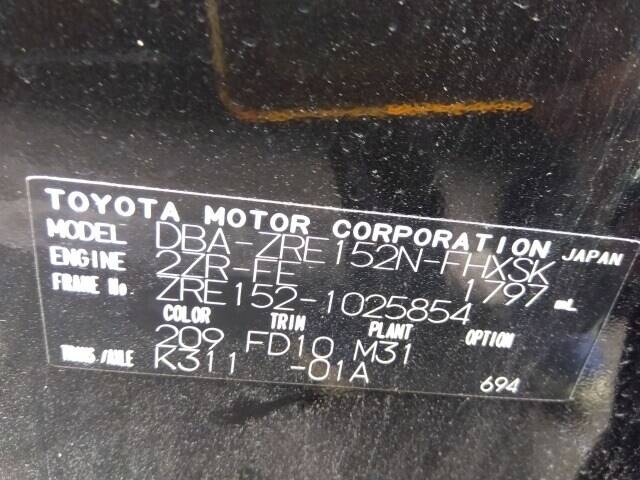 TOYOTA MOTOR CORPORATION JAPAN
MODEL DBA-ZRE152N-FHXSK
ENGINE 2ZR-FE 1797 mL
FRAME No ZRE152-1025854
COLOR TRIM PLANT OPTION
209 FD10 M31
TRANS./AXLE K311 -01A
694